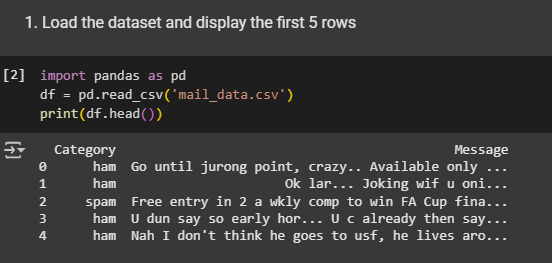 1. Load the dataset and display the first 5 rows
[2] import pandas as pd
df = pd.read_csv('mail_data.csv')
print(df.head())
Category Message
0 ham Go until jurong point, crazy.. Available only ...
1 ham Ok lar... Joking wif u oni...
2 spam Free entry in 2 a wkly comp to win FA Cup fina...
3 ham U dun say so early hor... U c already then say...
4 ham Nah I don't think he goes to usf, he lives aro...